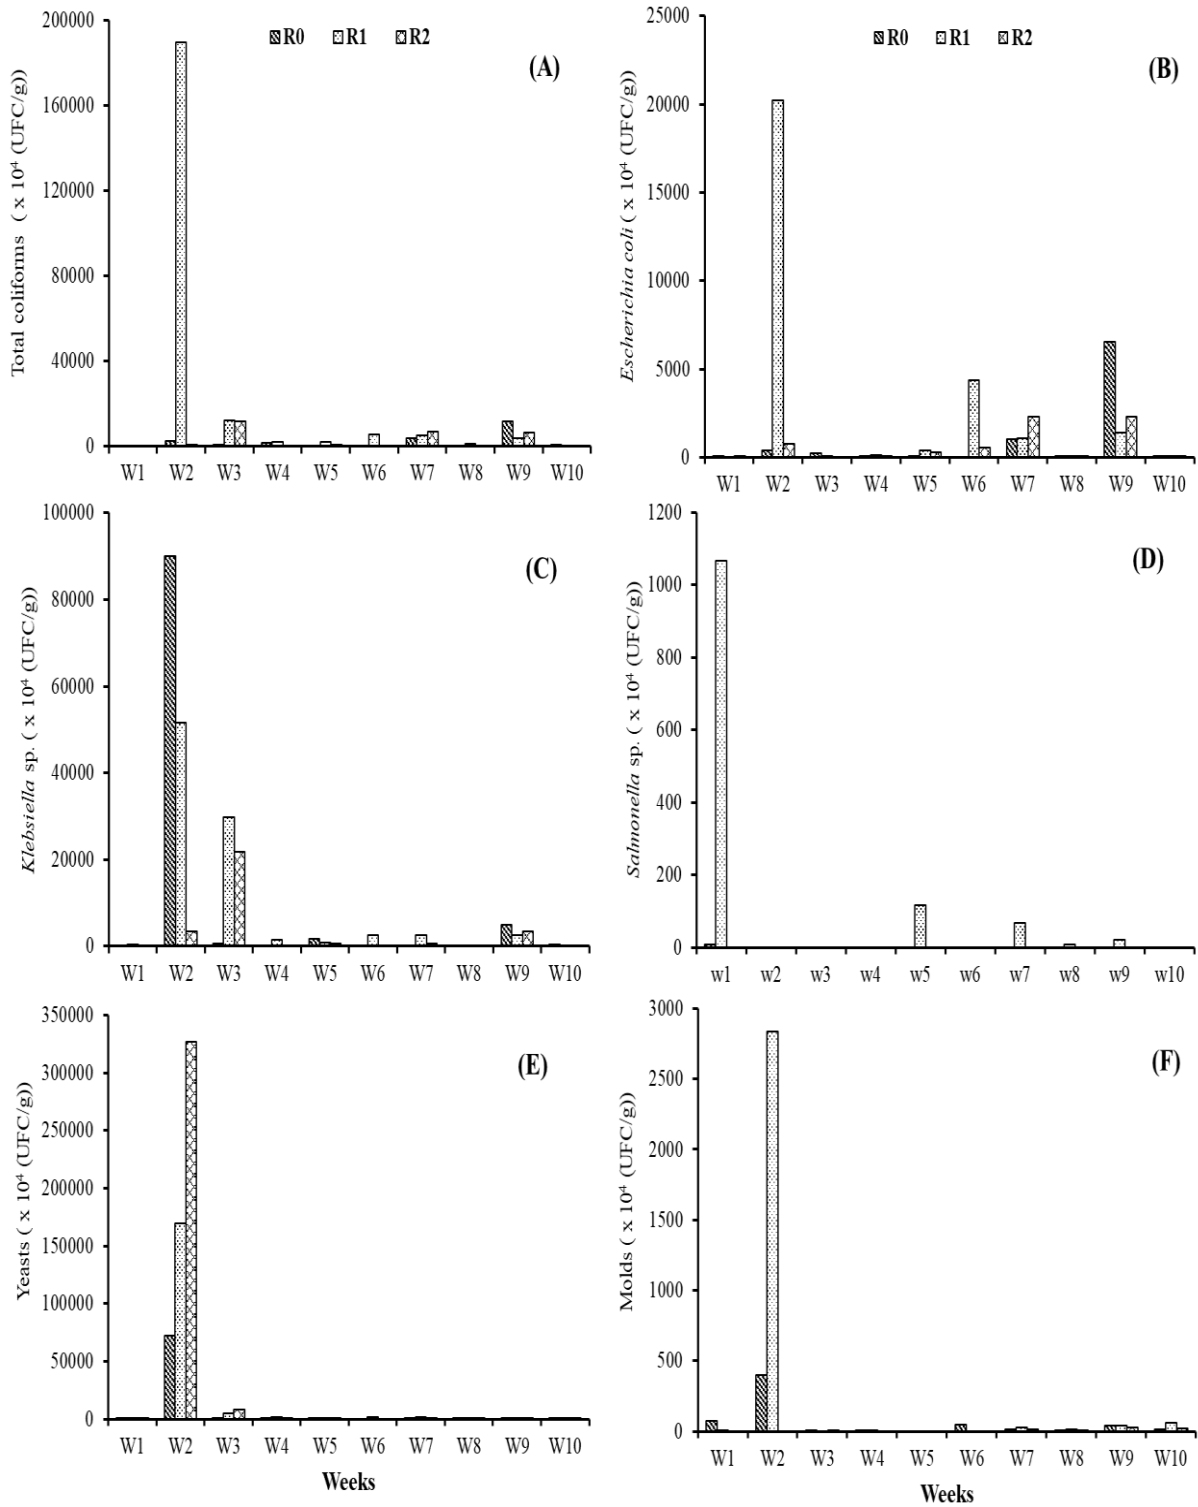 Total coliforms ( x 10⁴ (UFC/g))
200000
160000
120000
80000
40000
0
R0 R1 R2
(A)
W1 W2 W3 W4 W5 W6 W7 W8 W9 W10
Escherichia coli ( x 10⁴ (UFC/g))
25000
20000
15000
10000
5000
0
R0 R1 R2
(B)
W1 W2 W3 W4 W5 W6 W7 W8 W9 W10
Klebsiella sp. ( x 10⁴ (UFC/g))
100000
80000
60000
40000
20000
0
(C)
W1 W2 W3 W4 W5 W6 W7 W8 W9 W10
Salmonella sp. ( x 10⁴ (UFC/g))
1200
1000
800
600
400
200
0
(D)
w1 w2 w3 w4 w5 w6 w7 w8 w9 w10
Yeasts ( x 10⁴ (UFC/g))
350000
300000
250000
200000
150000
100000
50000
0
(E)
W1 W2 W3 W4 W5 W6 W7 W8 W9 W10
Weeks
Molds ( x 10⁴ (UFC/g))
3000
2500
2000
1500
1000
500
0
(F)
W1 W2 W3 W4 W5 W6 W7 W8 W9 W10
Weeks